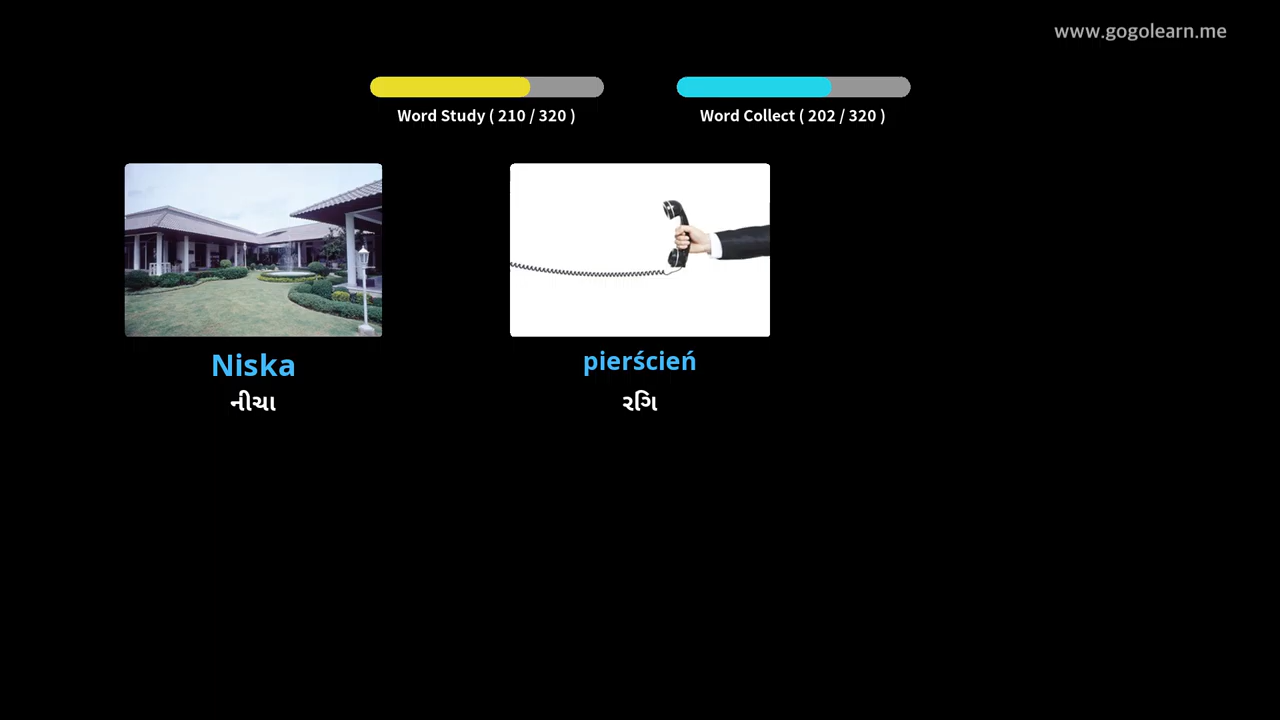 www.gogolearn.me
Word Study ( 210 / 320 )
Word Collect ( 202 / 320 )
Niska
pierścień
નીચા
રિંગ